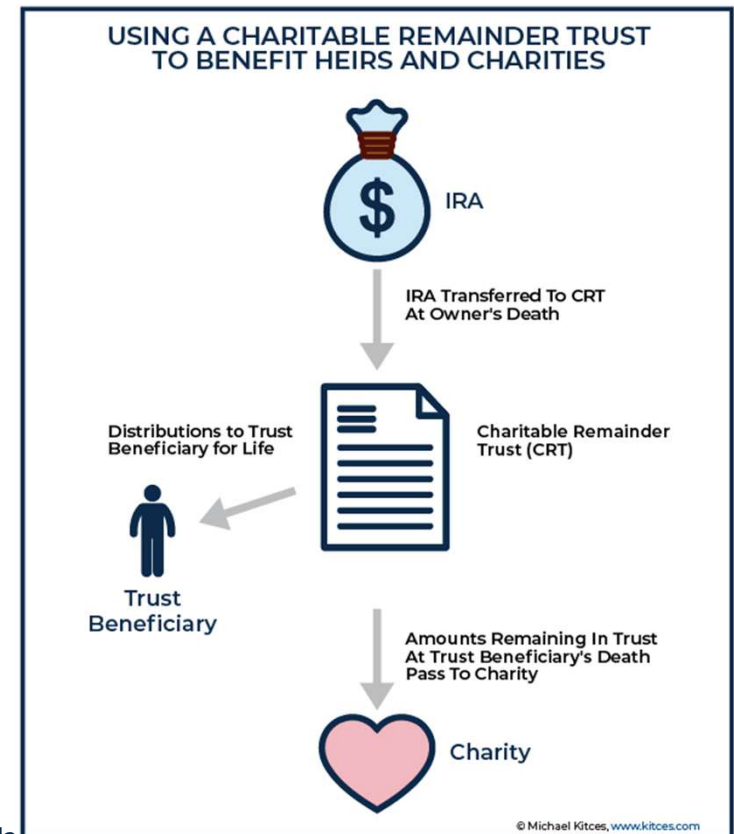 USING A CHARITABLE REMAINDER TRUST
TO BENEFIT HEIRS AND CHARITIES
$
IRA
IRA Transferred To CRT
At Owner's Death
Distributions to Trust
Beneficiary for Life
Charitable Remainder
Trust (CRT)
Trust
Beneficiary
Amounts Remaining In Trust
At Trust Beneficiary's Death
Pass To Charity
Charity
© Michael Kitces, www.kitces.com